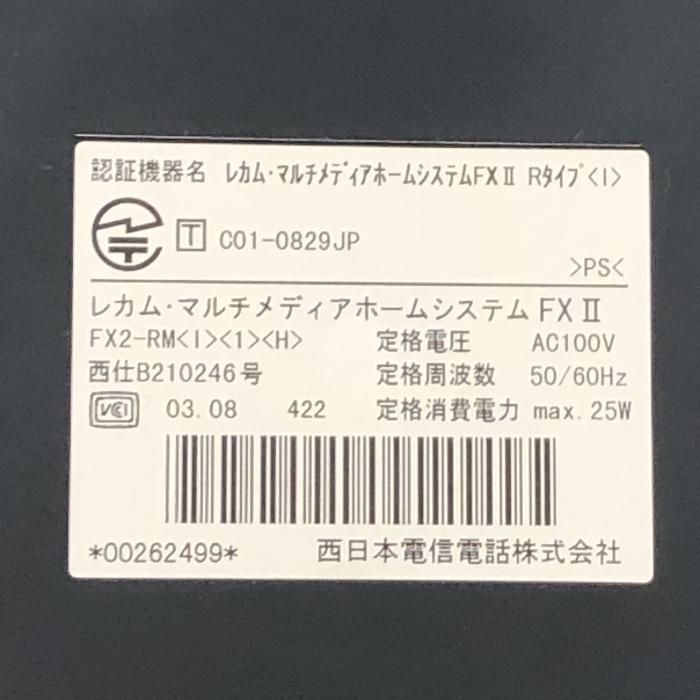 認証機器名 レカム・マルチメディアホームシステムFXⅡ Rタイプ<I>
T C01-0829JP
>PS<
レカム・マルチメディアホームシステム FXⅡ
FX2-RM<I><1><H> 定格電圧 AC100V
西仕B210246号 定格周波数 50/60Hz
VCI 03.08 422 定格消費電力 max.25W
*00262499* 西日本電信電話株式会社